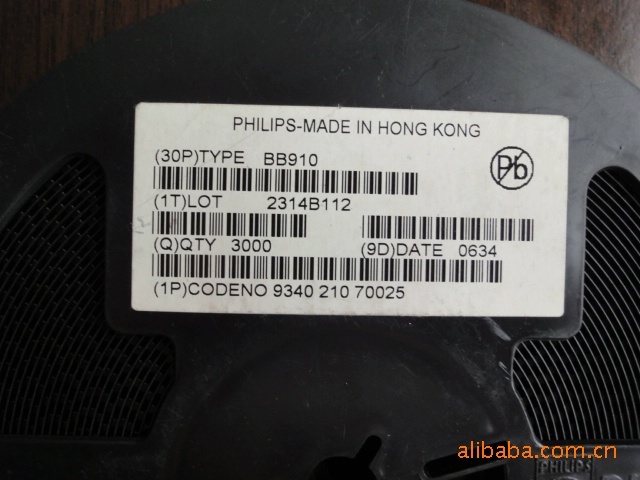 PHILIPS-MADE IN HONG KONG
(30P)TYPE BB910
Pb
(1T)LOT 2314B112
(Q)QTY 3000 (9D)DATE 0634
(1P)CODENO 9340 210 70025
alibaba.com.cn
PHILIPS